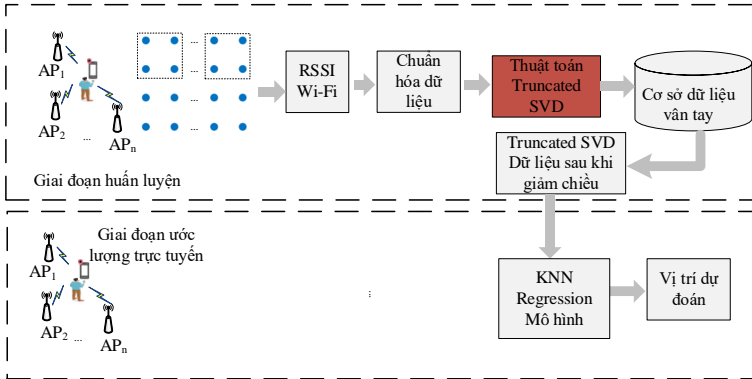 AP1
AP2
...
APn
...
...
...
...
RSSI
Wi-Fi
Chuân
hóa dữ
liệu
Thuật toán
Truncated
SVD
Cơ sở dữ liệu
vân tay
Truncated SVD
Dữ liệu sau khi
giảm chiều
Giai đoạn huấn luyện
Giai đoạn ước
lượng trực tuyến
AP1
AP2
...
APn
...
KNN
Regression
Mô hình
Vị trí dự
đoán